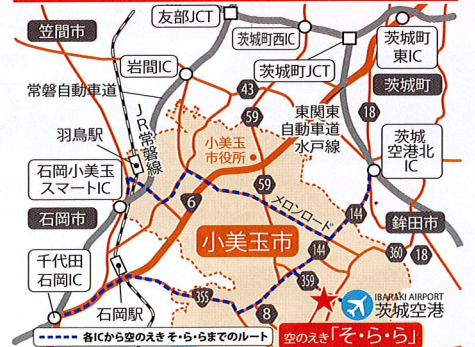 友部JCT
笠間市
茨城町西IC
茨城町
東IC
岩間IC
茨城町JCT
茨城町
43
常磐自動車道
59
東関東
自動車道
水戸線
18
JR常磐線
羽鳥駅
小美玉
市役所
茨城
空港北
IC
石岡小美玉
スマートIC
59
メロンロード
6
144
石岡市
鉾田市
小美玉市
144
360
18
千代田
石岡IC
359
355
IBARAKI AIRPORT
茨城空港
石岡駅
8
各ICから空のえき そ・ら・らまでのルート
空のえき「そ・ら・ら」